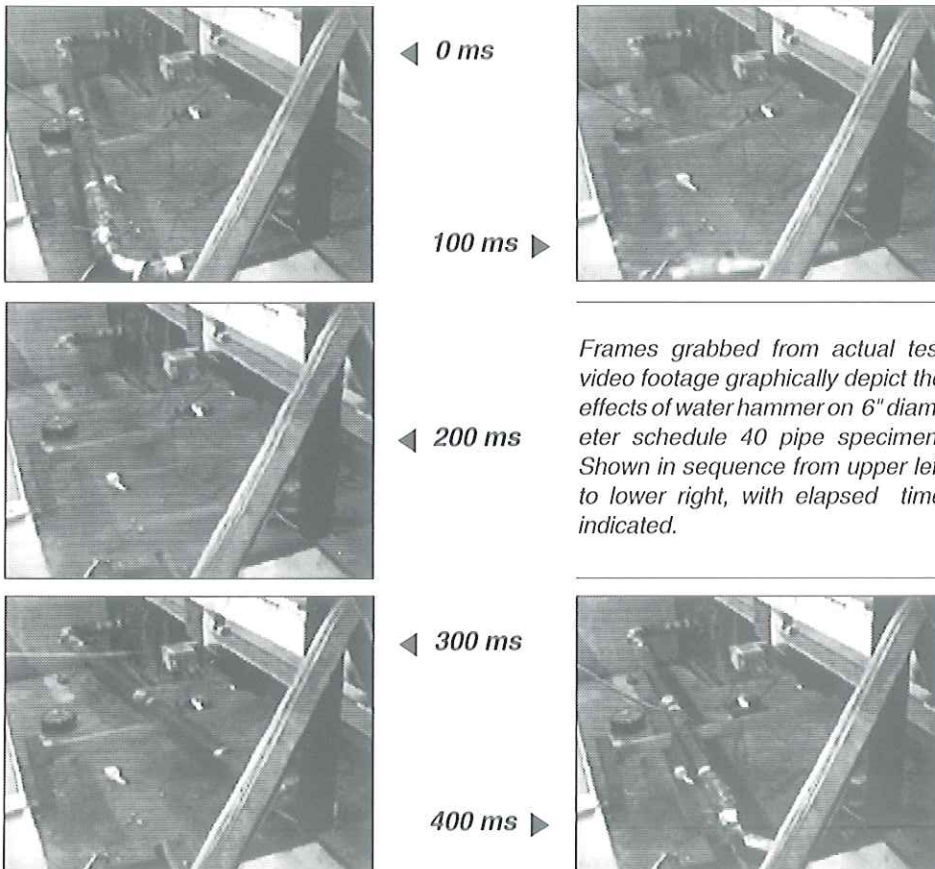 0 ms
100 ms
Frames grabbed from actual tes
video footage graphically depict the
effects of water hammer on 6" diam
eter schedule 40 pipe specimen
Shown in sequence from upper lef
to lower right, with elapsed time
indicated.
200 ms
300 ms
400 ms